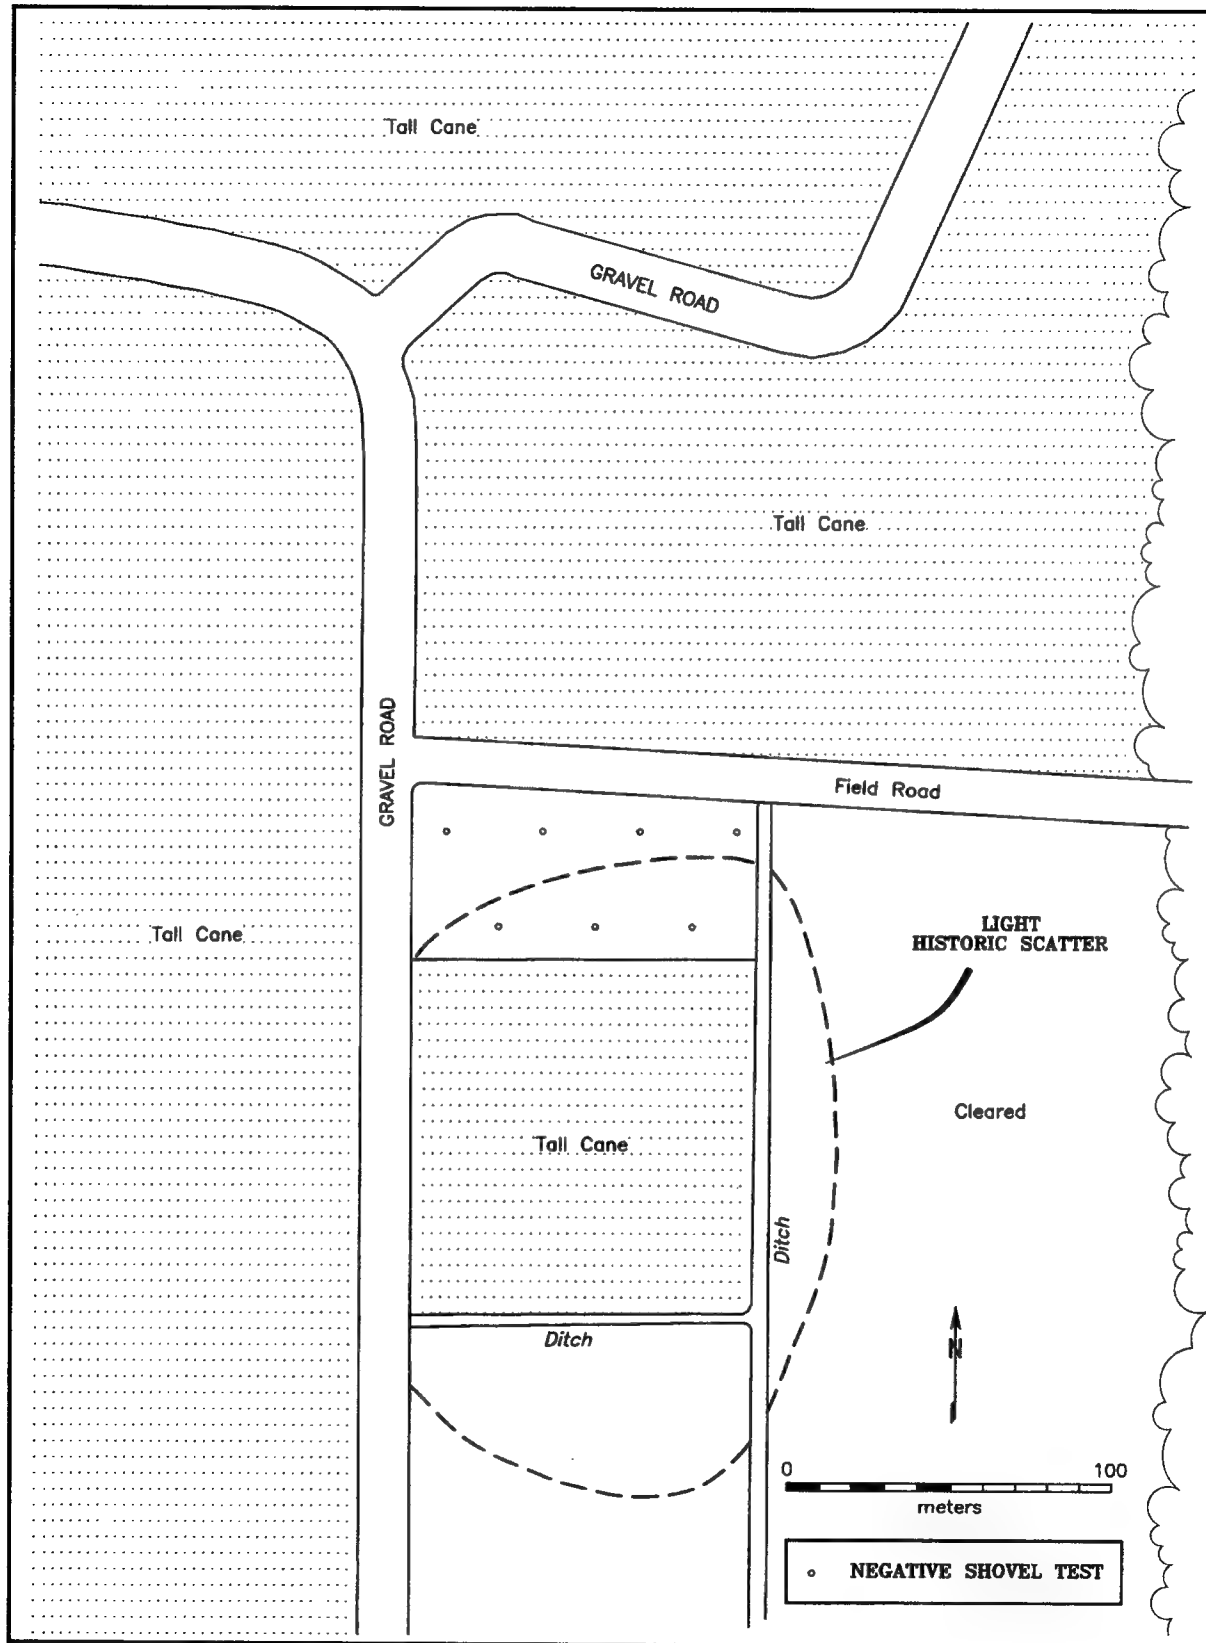 Tall Cane
GRAVEL ROAD
Tall Cane
GRAVEL ROAD
Field Road
Tall Cane
LIGHT
HISTORIC SCATTER
Cleared
Tall Cane
Ditch
Ditch
N
0 100
meters
NEGATIVE SHOVEL TEST